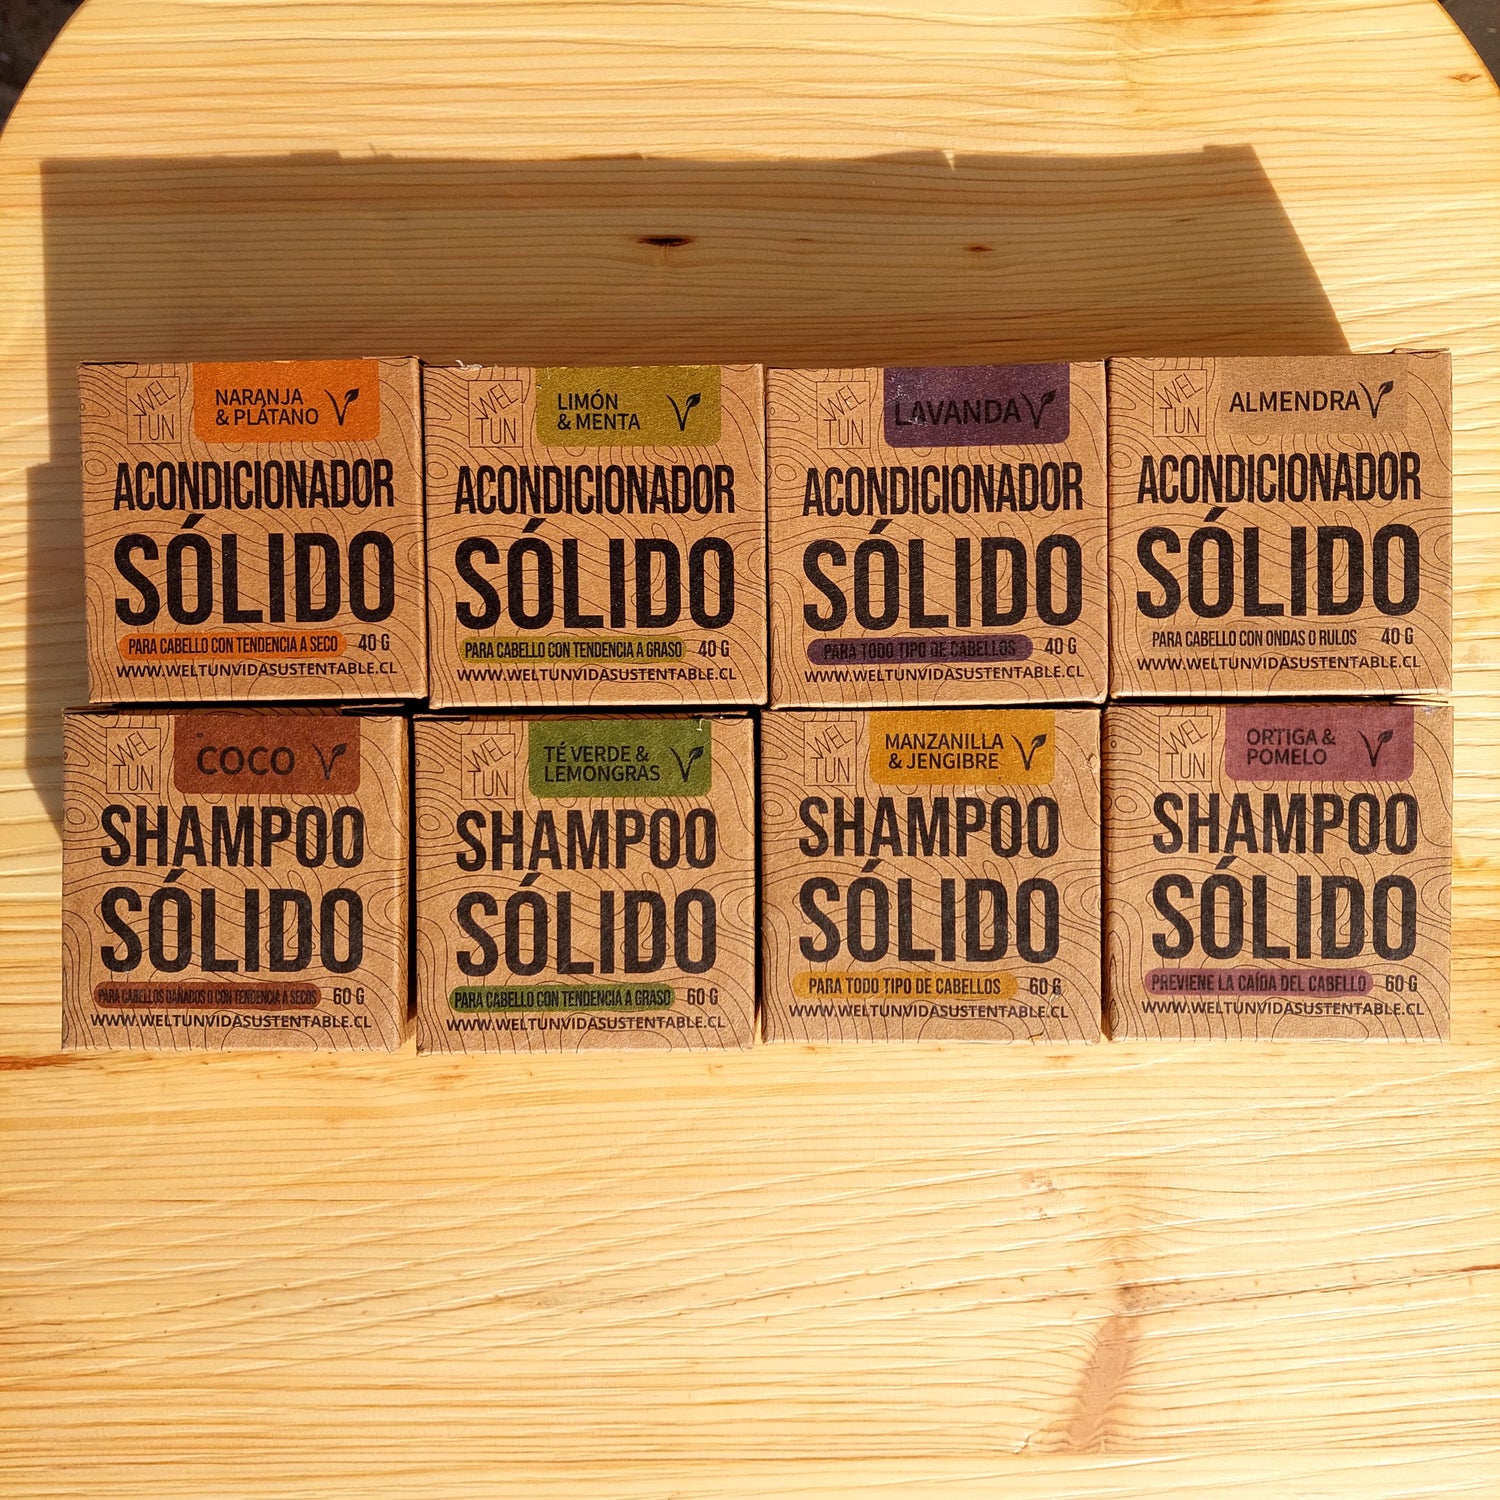 WEL
TUN
NARANJA
& PLÁTANO
ACONDICIONADOR
SÓLIDO
PARA CABELLO CON TENDENCIA A SECO 40 G
WWW.WELTUNVIDASUSTENTABLE.CL
WEL
TUN
LIMÓN
& MENTA
ACONDICIONADOR
SÓLIDO
PARA CABELLO CON TENDENCIA A GRASO 40 G
WWW.WELTUNVIDASUSTENTABLE.CL
WEL
TUN
LAVANDA
ACONDICIONADOR
SÓLIDO
PARA TODO TIPO DE CABELLOS 40 G
WWW.WELTUNVIDASUSTENTABLE.CL
WEL
TUN
ALMENDRA
ACONDICIONADOR
SÓLIDO
PARA CABELLO CON ONDAS O RULOS 40 G
WWW.WELTUNVIDASUSTENTABLE.CL
WEL
TUN
COCO
SHAMPOO
SÓLIDO
PARA CABELLOS DAÑADOS O CON TENDENCIA A SECOS 60 G
WWW.WELTUNVIDASUSTENTABLE.CL
WEL
TUN
TÉ VERDE &
LEMONGRAS
SHAMPOO
SÓLIDO
PARA CABELLO CON TENDENCIA A GRASO 60 G
WWW.WELTUNVIDASUSTENTABLE.CL
WEL
TUN
MANZANILLA
& JENGIBRE
SHAMPOO
SÓLIDO
PARA TODO TIPO DE CABELLOS 60 G
WWW.WELTUNVIDASUSTENTABLE.CL
WEL
TUN
ORTIGA &
POMELO
SHAMPOO
SÓLIDO
PREVIENE LA CAÍDA DEL CABELLO 60 G
WWW.WELTUNVIDASUSTENTABLE.CL